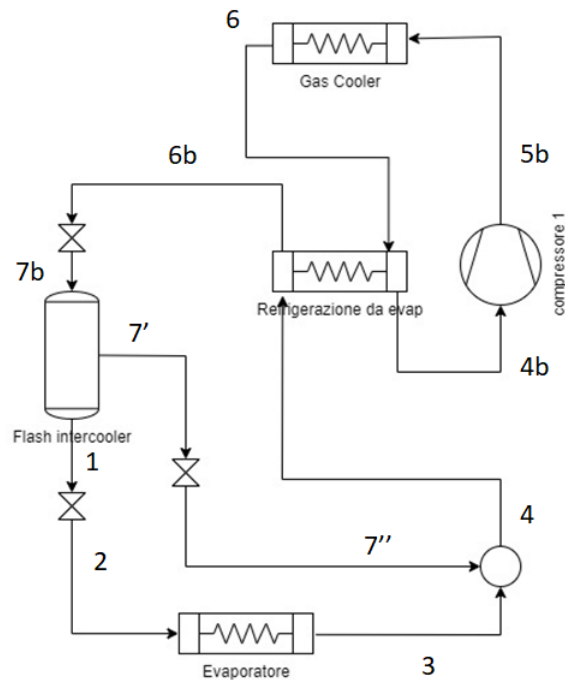 6
Gas Cooler
5b
6b
compressore 1
7b
Refrigerazione da evap
7’
4b
Flash intercooler
1
4
2
7’’
Evaporatore
3